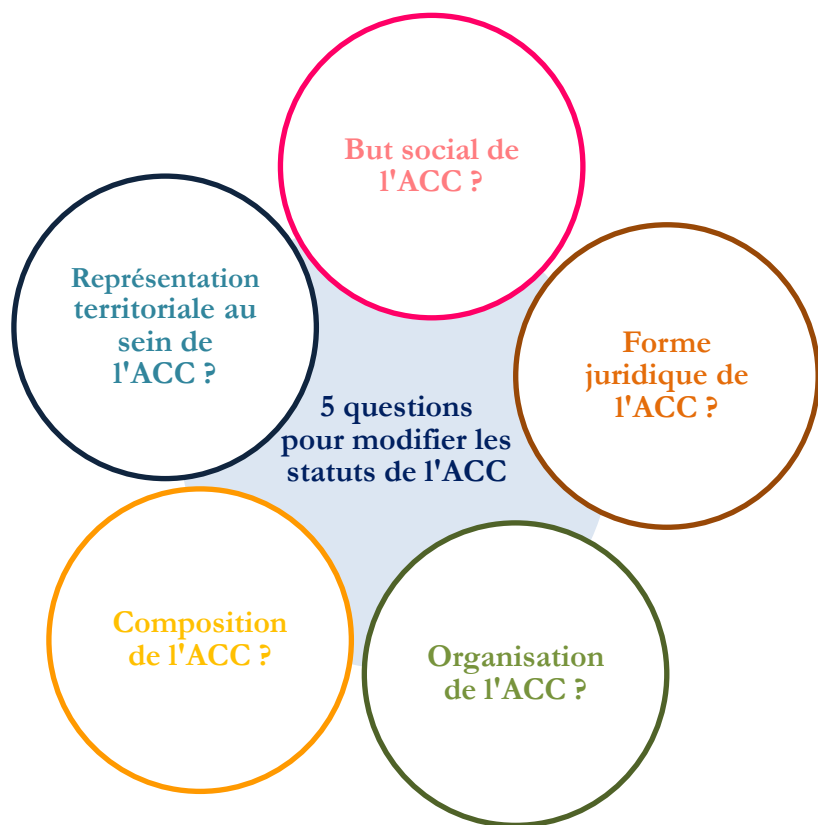 But social de
l'ACC ?
Forme
juridique de
l'ACC ?
Organisation
de l'ACC ?
Composition
de l'ACC ?
Représentation
territoriale au
sein de
l'ACC ?
5 questions
pour modifier les
statuts de l'ACC